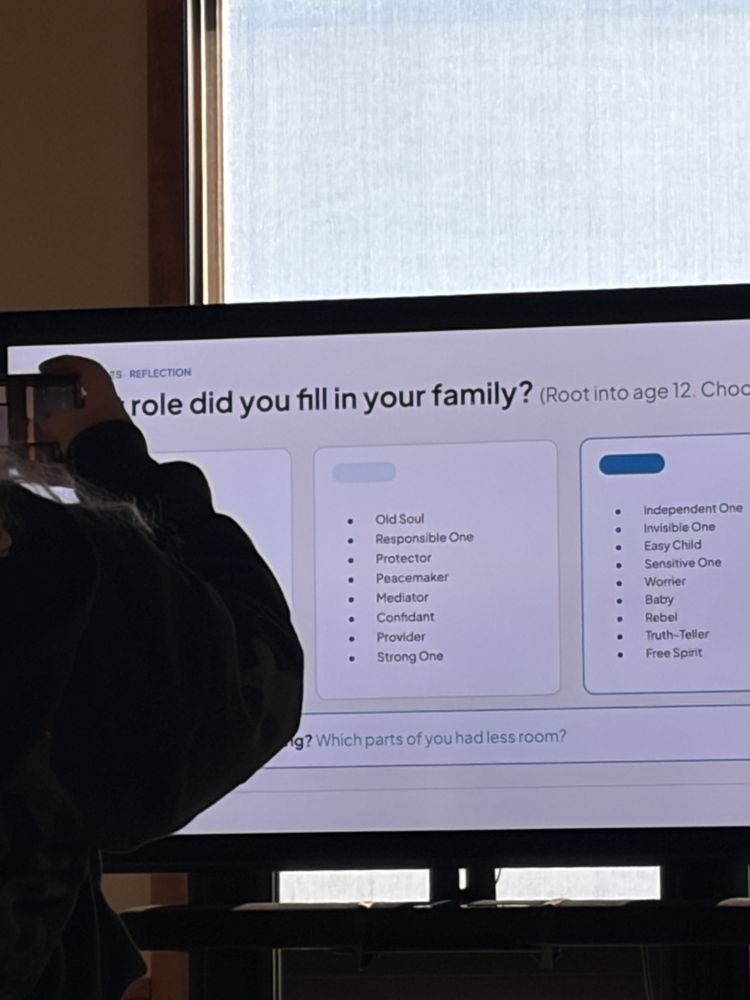 REFLECTION
role did you fill in your family? (Root into age 12.
• Old Soul
• Responsible One
• Protector
• Peacemaker
• Mediator
• Confidant
• Provider
• Strong One
• Independent One
• Invisible One
• Easy Child
• Sensitive One
• Worrier
• Baby
• Rebel
• Truth-Teller
• Free Spirit
Which parts of you had less room?